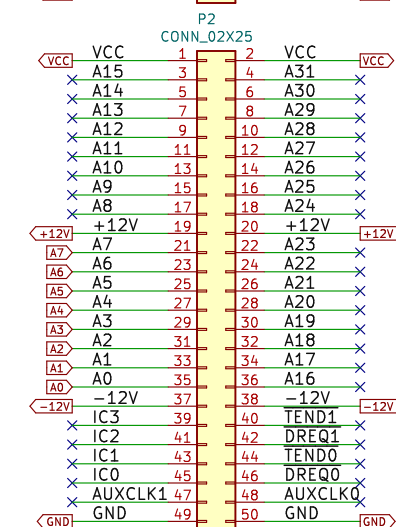 P2
CONN_02X25
VCC VCC 1 2 VCC VCC
A15 3 4 A31
A14 5 6 A30
A13 7 8 A29
A12 9 10 A28
A11 11 12 A27
A10 13 14 A26
A9 15 16 A25
A8 17 18 A24
+12V +12V 19 20 +12V +12V
A7 A7 21 22 A23
A6 A6 23 24 A22
A5 A5 25 26 A21
A4 A4 27 28 A20
A3 A3 29 30 A19
A2 A2 31 32 A18
A1 A1 33 34 A17
A0 A0 35 36 A16
-12V -12V 37 38 -12V -12V
IC3 39 40 TEND1
IC2 41 42 DREQ1
IC1 43 44 TEND0
IC0 45 46 DREQ0
AUXCLK1 47 48 AUXCLK0
GND GND 49 50 GND GND